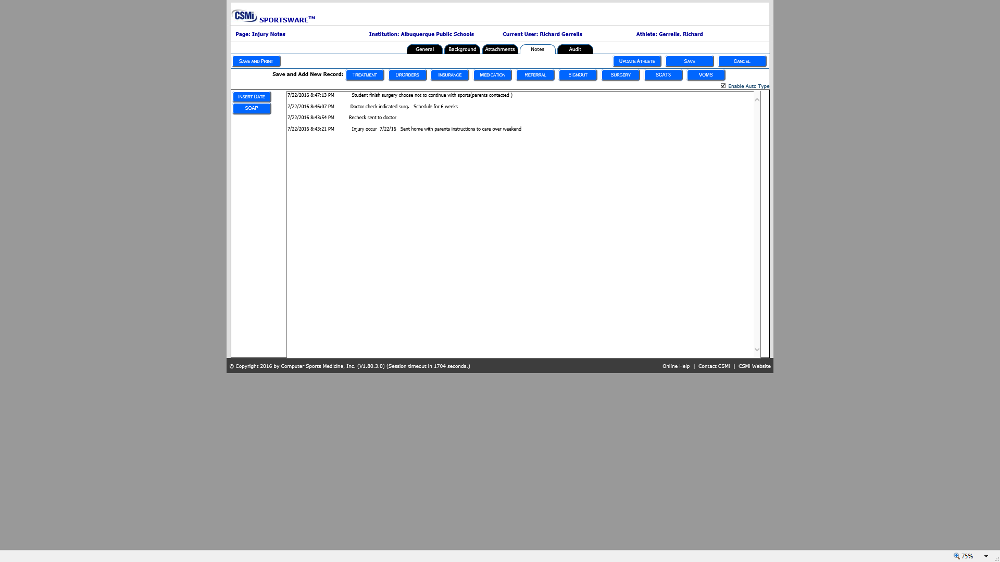 CSMi SPORTSWARE™
Page: Injury Notes Institution: Albuquerque Public Schools Current User: Richard Gerrells Athlete: Gerrells, Richard
General Background Attachments Notes Audit
SAVE AND PRINT UPDATE ATHLETE SAVE CANCEL
Save and Add New Record: TREATMENT DRORDERS INSURANCE MEDICATION REFERRAL SIGNOUT SURGERY SCAT3 VOMS
Enable Auto Type
INSERT DATE
SOAP
7/22/2016 8:47:13 PM Student finish surgery choose not to continue with sports(parents contacted )
7/22/2016 8:46:07 PM Doctor check indicated surg. Schedule for 6 weeks
7/22/2016 8:43:54 PM Recheck sent to doctor
7/22/2016 8:43:21 PM Injury occur 7/22/16 Sent home with parents instructions to care over weekend
© Copyright 2016 by Computer Sports Medicine, Inc. (V1.80.3.0) (Session timeout in 1704 seconds.) Online Help | Contact CSMi | CSMi Website
75%